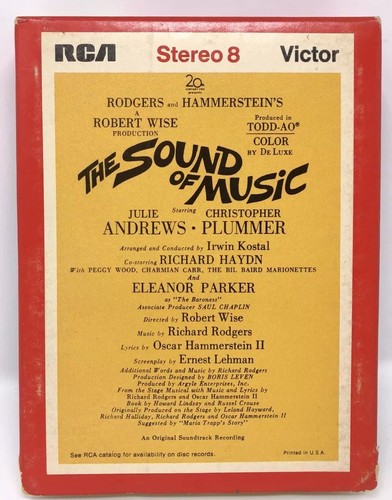 RCA Stereo 8 Victor
20th
CENTURY-FOX
presents
RODGERS and HAMMERSTEIN'S
A
ROBERT WISE
PRODUCTION
Produced in
TODD-AO®
COLOR
BY DE LUXE
THE SOUND
OF MUSIC
Starring
JULIE CHRISTOPHER
ANDREWS · PLUMMER
Arranged and Conducted by Irwin Kostal
Co-starring RICHARD HAYDN
With PEGGY WOOD, CHARMIAN CARR, THE BIL BAIRD MARIONETTES
And
ELEANOR PARKER
as "The Baroness"
Associate Producer SAUL CHAPLIN
Directed by Robert Wise
Music by Richard Rodgers
Lyrics by Oscar Hammerstein II
Screenplay by Ernest Lehman
Additional Words and Music by Richard Rodgers
Production Designed by BORIS LEVEN
Produced by Argyle Enterprises, Inc.
From the Stage Musical with Music and Lyrics by
Richard Rodgers and Oscar Hammerstein II
Book by Howard Lindsay and Russel Crouse
Originally Produced on the Stage by Leland Hayward,
Richard Halliday, Richard Rodgers and Oscar Hammerstein II
Suggested by "Maria Trapp's Story"
An Original Soundtrack Recording
See RCA catalog for availability on disc records. Printed in U.S.A.